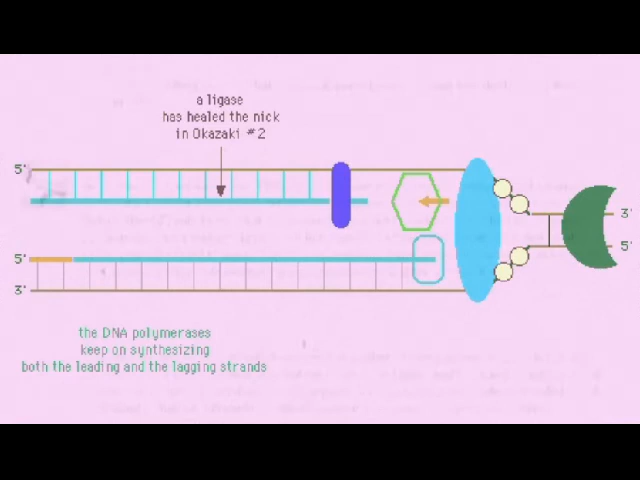 a ligase
has healed the nick
in Okazaki #2
5'
3'
5'
5'
3'
the DNA polymerases
keep on synthesizing
both the leading and the lagging strands